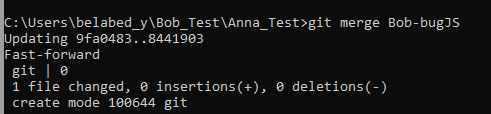 C:\Users\belabed_y\Bob_Test\Anna_Test>git merge Bob-bugJS
Updating 9fa0483..8441903
Fast-forward
 git | 0
 1 file changed, 0 insertions(+), 0 deletions(-)
 create mode 100644 git